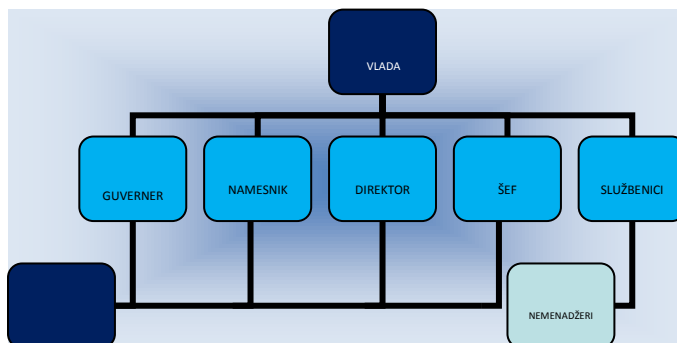 VLADA
GUVERNER
NAMESNIK
DIREKTOR
ŠEF
SLUŽBENICI
NEMENADŽERI